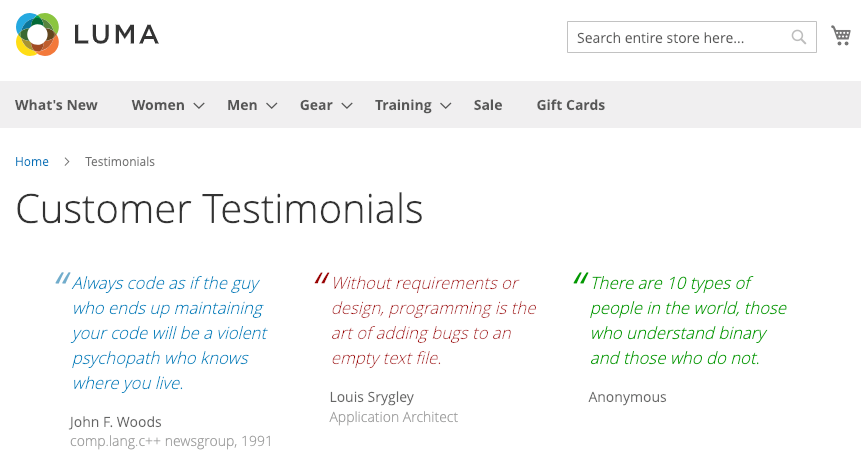 LUMA
Search entire store here...
What's New Women Men Gear Training Sale Gift Cards
Home > Testimonials
Customer Testimonials
“Always code as if the guy
who ends up maintaining
your code will be a violent
psychopath who knows
where you live.
John F. Woods
comp.lang.c++ newsgroup, 1991
“Without requirements or
design, programming is the
art of adding bugs to an
empty text file.
Louis Srygley
Application Architect
“There are 10 types of
people in the world, those
who understand binary
and those who do not.
Anonymous